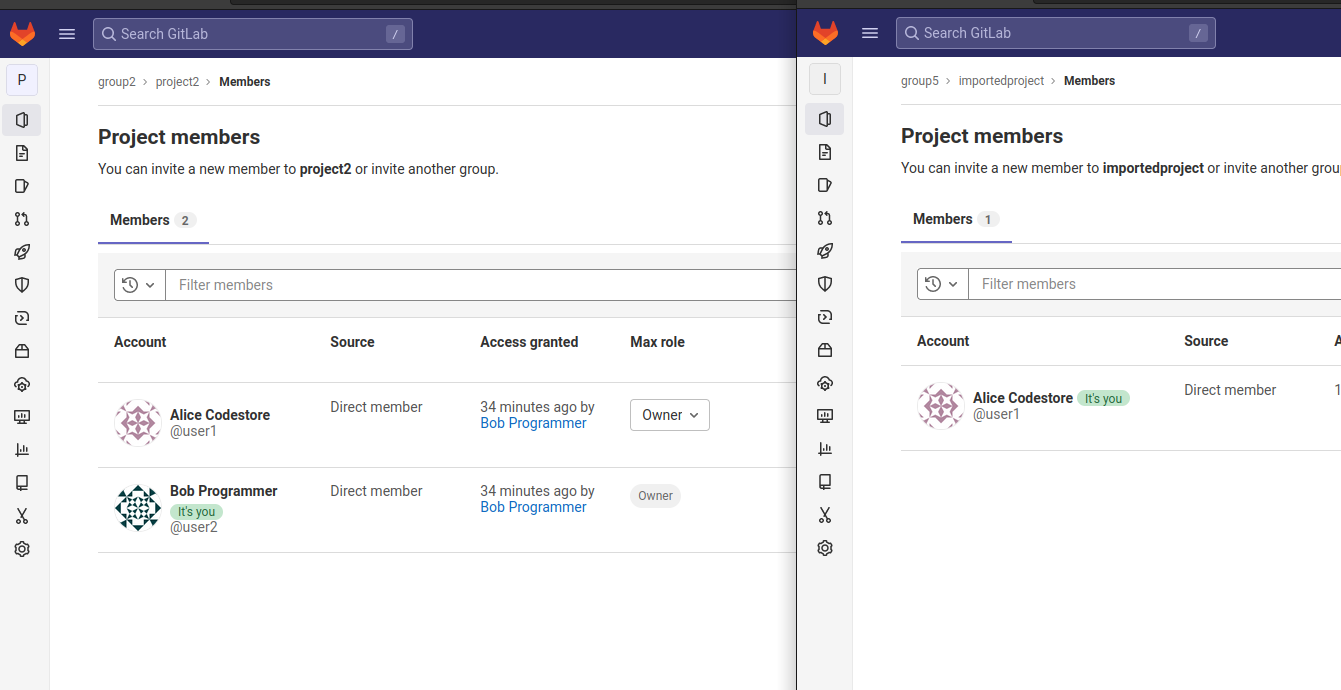 Search GitLab /
P
group2 › project2 › Members
Project members
You can invite a new member to project2 or invite another group.
Members 2
Filter members
Account Source Access granted Max role
Alice Codestore
@user1
Direct member
34 minutes ago by
Bob Programmer
Owner
Bob Programmer
It's you
@user2
Direct member
34 minutes ago by
Bob Programmer
Owner
Search GitLab /
I
group5 › importedproject › Members
Project members
You can invite a new member to importedproject or invite another grou
Members 1
Filter members
Account Source A
Alice Codestore It's you
@user1
Direct member
1